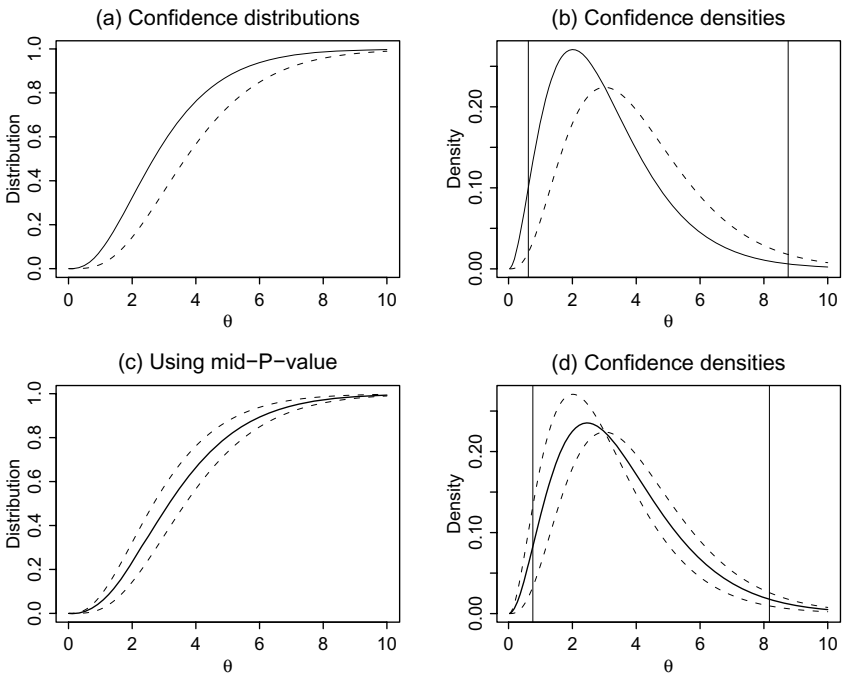 (a) Confidence distributions
Distribution
0.0 0.2 0.4 0.6 0.8 1.0
0 2 4 6 8 10
θ
(b) Confidence densities
Density
0.00 0.10 0.20
0 2 4 6 8 10
θ
(c) Using mid−P−value
Distribution
0.0 0.2 0.4 0.6 0.8 1.0
0 2 4 6 8 10
θ
(d) Confidence densities
Density
0.00 0.10 0.20
0 2 4 6 8 10
θ